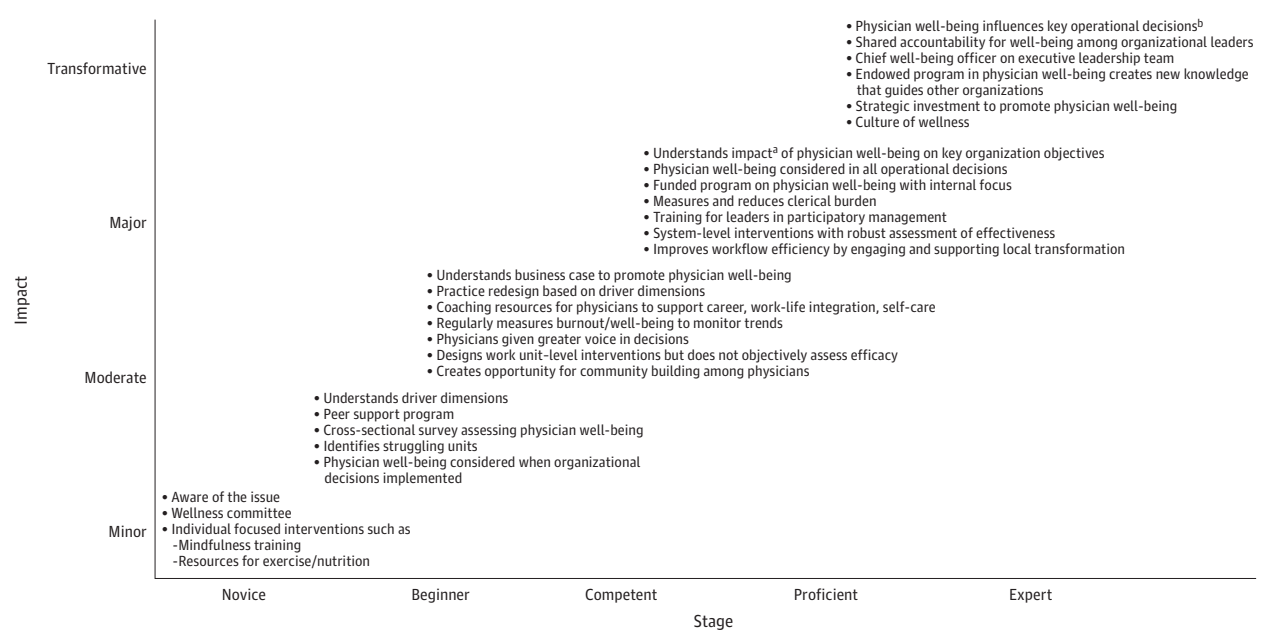 • Physician well-being influences key operational decisionsᵇ
• Shared accountability for well-being among organizational leaders
• Chief well-being officer on executive leadership team
• Endowed program in physician well-being creates new knowledge
that guides other organizations
• Strategic investment to promote physician well-being
• Culture of wellness
Transformative
• Understands impactᵃ of physician well-being on key organization objectives
• Physician well-being considered in all operational decisions
• Funded program on physician well-being with internal focus
• Measures and reduces clerical burden
• Training for leaders in participatory management
• System-level interventions with robust assessment of effectiveness
• Improves workflow efficiency by engaging and supporting local transformation
Major
Impact
• Understands business case to promote physician well-being
• Practice redesign based on driver dimensions
• Coaching resources for physicians to support career, work-life integration, self-care
• Regularly measures burnout/well-being to monitor trends
• Physicians given greater voice in decisions
• Designs work unit-level interventions but does not objectively assess efficacy
• Creates opportunity for community building among physicians
Moderate
• Understands driver dimensions
• Peer support program
• Cross-sectional survey assessing physician well-being
• Identifies struggling units
• Physician well-being considered when organizational
decisions implemented
• Aware of the issue
• Wellness committee
• Individual focused interventions such as
-Mindfulness training
-Resources for exercise/nutrition
Minor
Novice
Beginner
Competent
Proficient
Expert
Stage